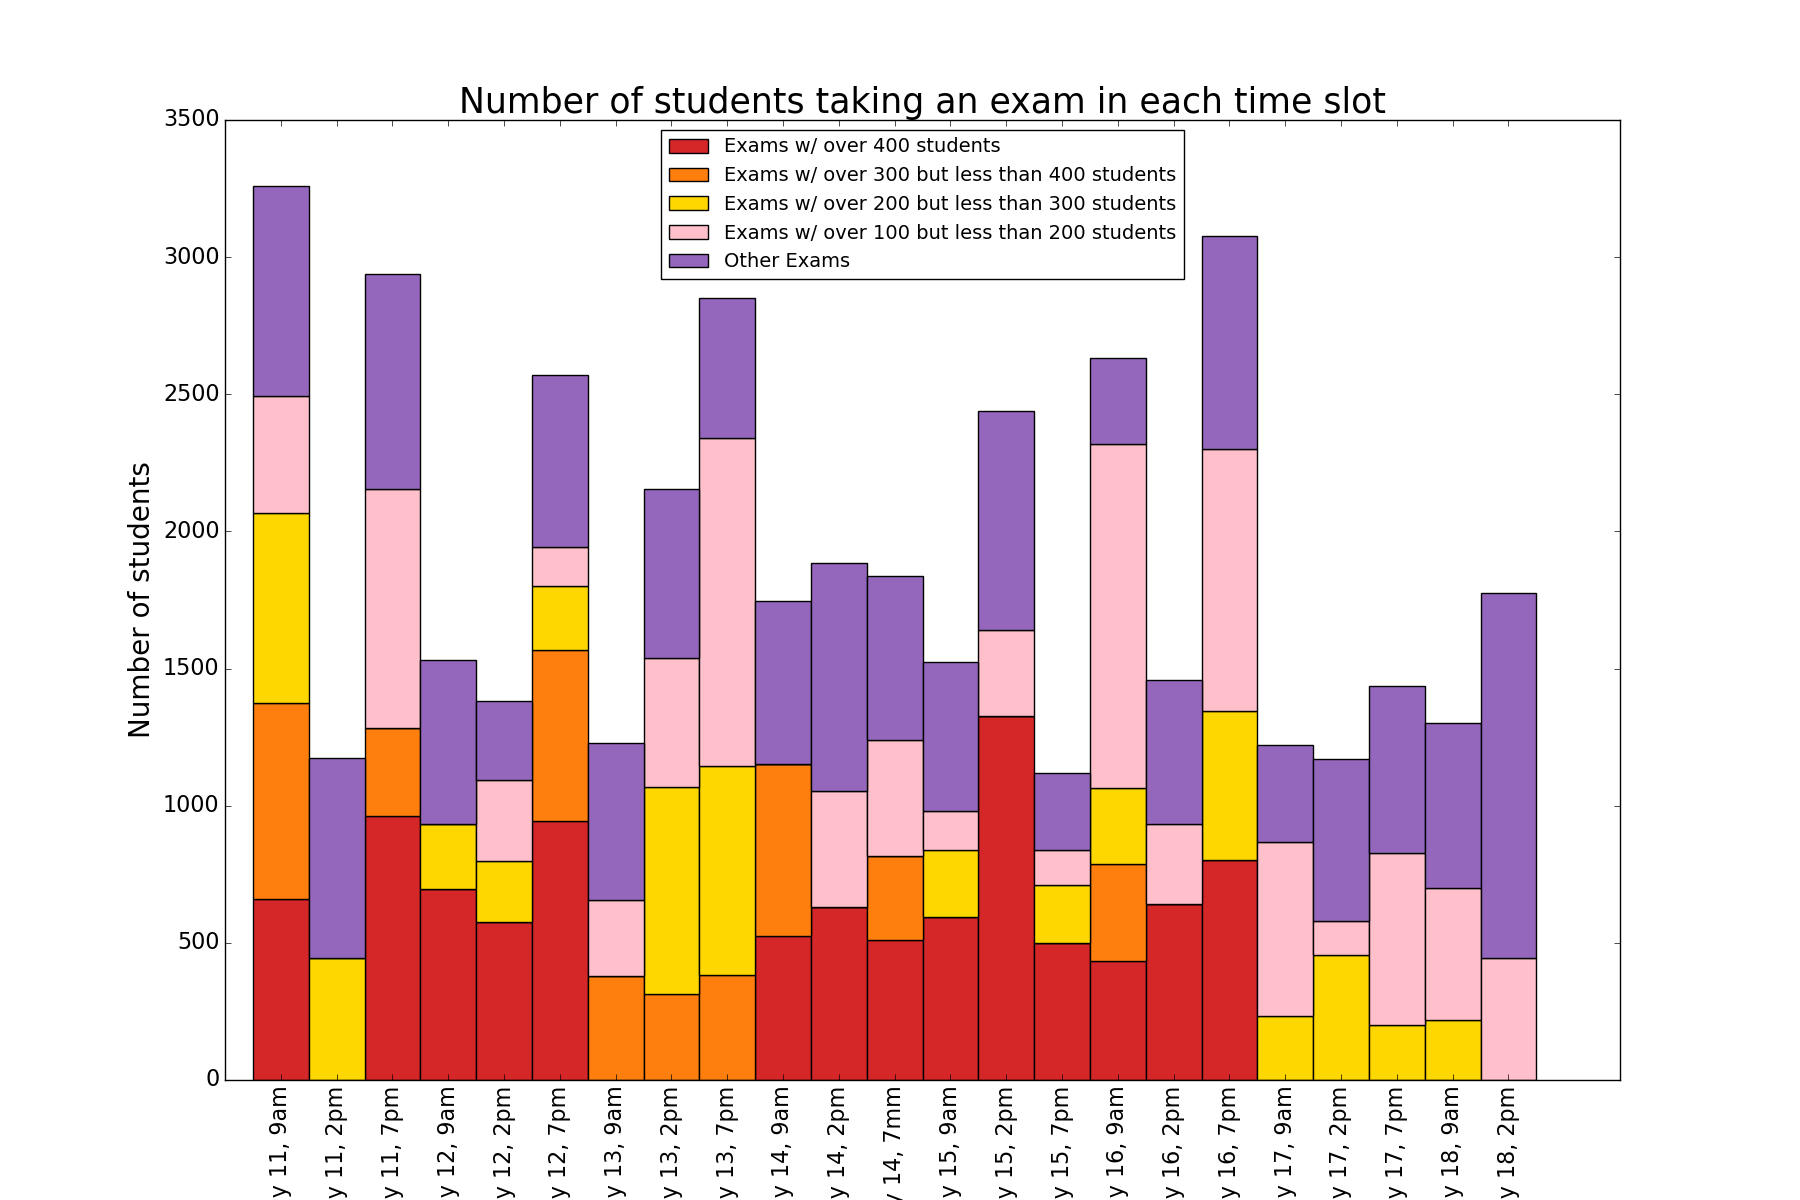 Number of students taking an exam in each time slot
Exams w/ over 400 students
Exams w/ over 300 but less than 400 students
Exams w/ over 200 but less than 300 students
Exams w/ over 100 but less than 200 students
Other Exams
Number of students
3500
3000
2500
2000
1500
1000
500
0
y 11, 9am
y 11, 2pm
y 11, 7pm
y 12, 9am
y 12, 2pm
y 12, 7pm
y 13, 9am
y 13, 2pm
y 13, 7pm
y 14, 9am
y 14, 2pm
y 14, 7mm
y 15, 9am
y 15, 2pm
y 15, 7pm
y 16, 9am
y 16, 2pm
y 16, 7pm
y 17, 9am
y 17, 2pm
y 17, 7pm
y 18, 9am
y 18, 2pm